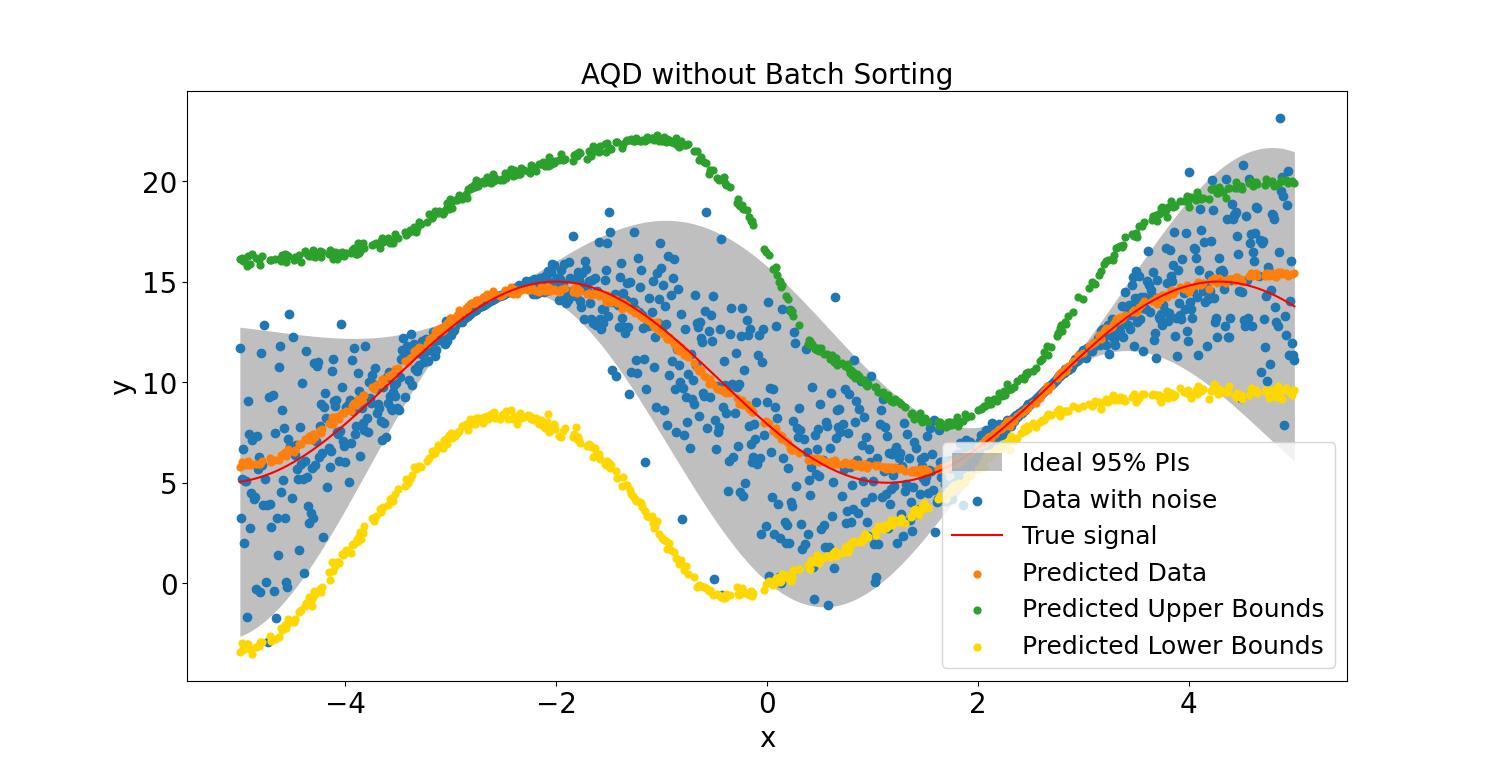 AQD without Batch Sorting
20
15
10
5
0
y
−4 −2 0 2 4
x
Ideal 95% PIs
Data with noise
True signal
Predicted Data
Predicted Upper Bounds
Predicted Lower Bounds